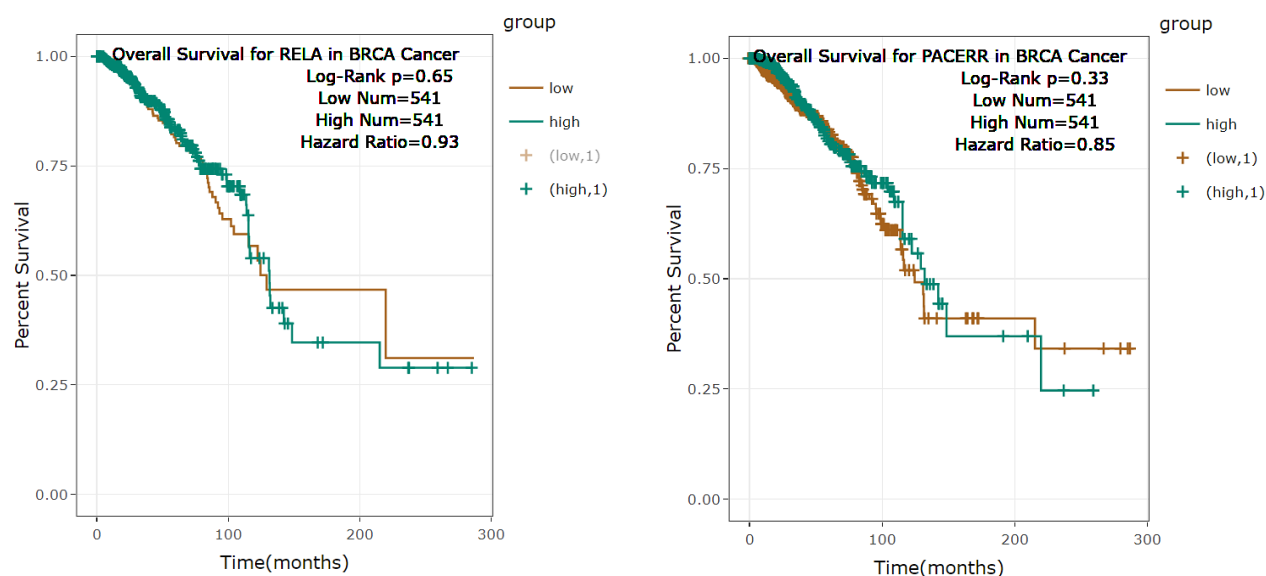 group
Overall Survival for RELA in BRCA Cancer
Log-Rank p=0.65
Low Num=541
High Num=541
Hazard Ratio=0.93
low
high
(low,1)
(high,1)
1.00
0.75
0.50
0.25
0.00
Percent Survival
0
100
200
300
Time(months)
group
Overall Survival for PACERR in BRCA Cancer
Log-Rank p=0.33
Low Num=541
High Num=541
Hazard Ratio=0.85
low
high
(low,1)
(high,1)
1.00
0.75
0.50
0.25
0.00
Percent Survival
0
100
200
300
Time(months)